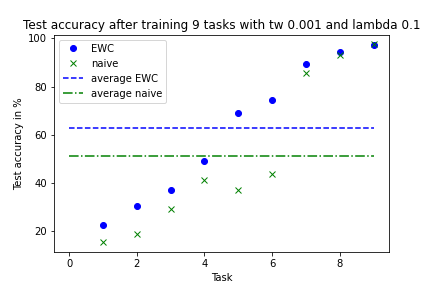 Test accuracy after training 9 tasks with tw 0.001 and lambda 0.1
100
80
60
40
20
Test accuracy in %
EWC
naive
average EWC
average naive
0 2 4 6 8
Task